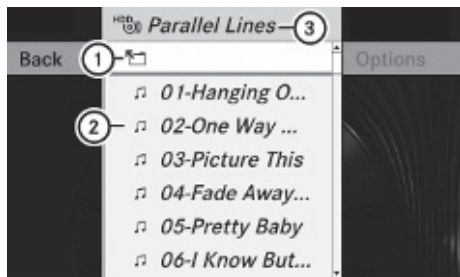 HDD Parallel Lines 3
Back 1 Options
01-Hanging O...
2 02-One Way ...
03-Picture This
04-Fade Away...
05-Pretty Baby
06-I Know But...